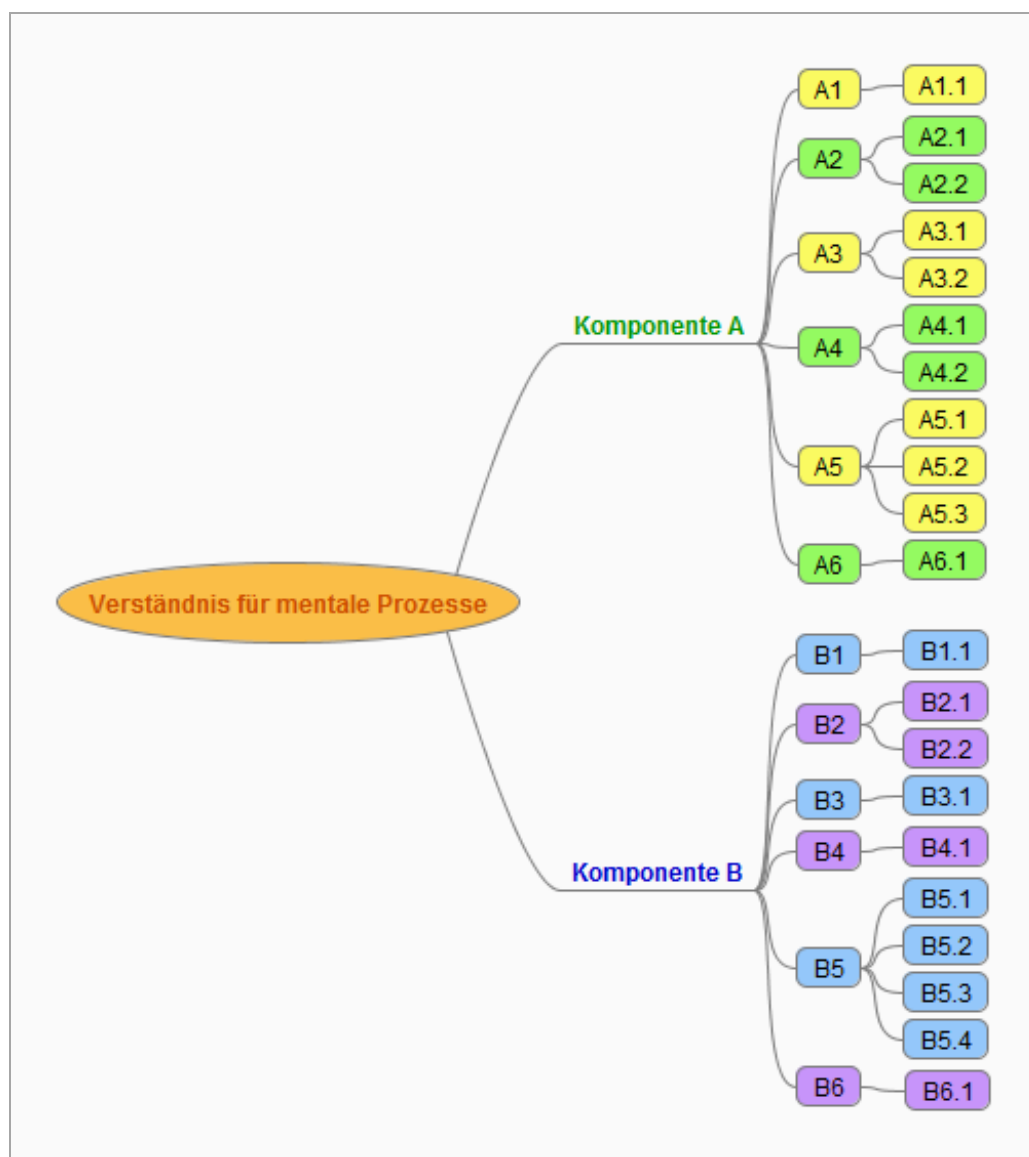 Verständnis für mentale Prozesse
Komponente A
A1
A1.1
A2
A2.1
A2.2
A3
A3.1
A3.2
A4
A4.1
A4.2
A5
A5.1
A5.2
A5.3
A6
A6.1
Komponente B
B1
B1.1
B2
B2.1
B2.2
B3
B3.1
B4
B4.1
B5
B5.1
B5.2
B5.3
B5.4
B6
B6.1